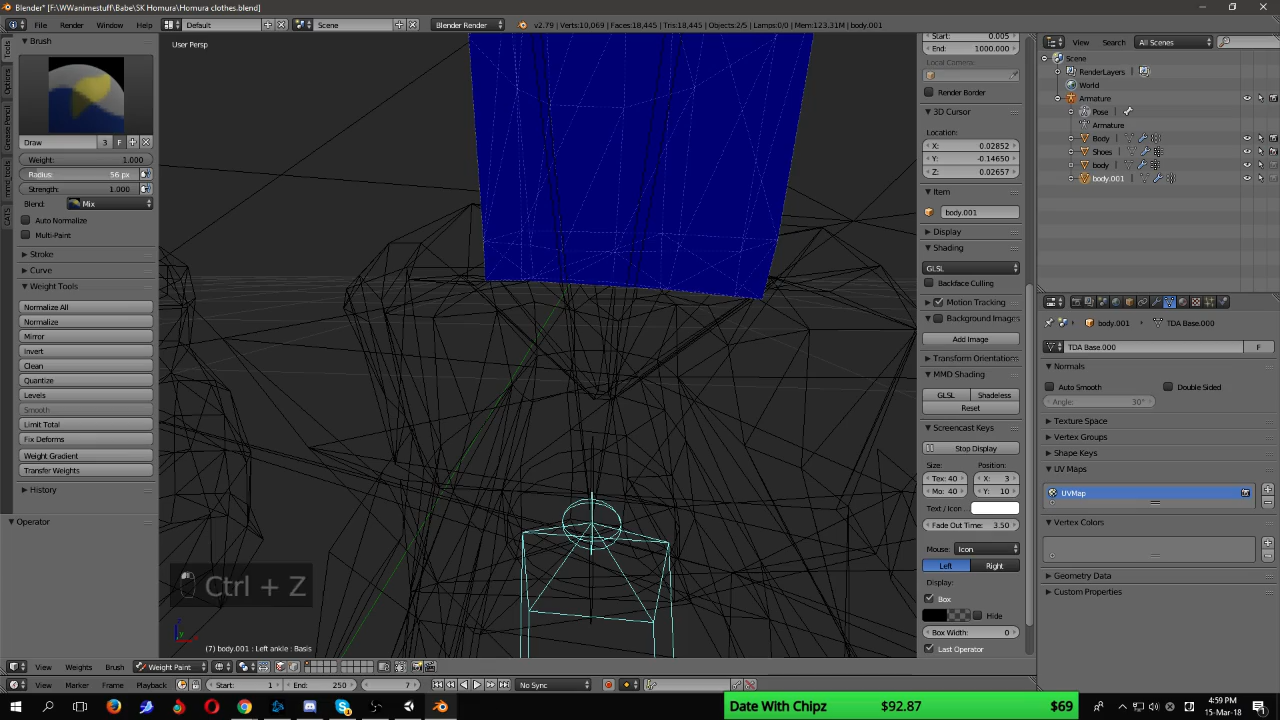 Blender* [F:\WWanimestuff\Babe\SK Homura\Homura clothes.blend]
File Render Window Help Default Scene Blender Render v2.79 | Verts:10,069 | Faces:18,445 | Tris:18,445 | Objects:2/5 | Lamps:0/0 | Mem:123.31M | body.001
Brush
Draw 3 F
Weight: 1.000
Radius: 56 px
Strength: 1.000
Blend: Mix
Auto Normalize
Multi-Paint
Stroke
Curve
Weight Tools
Normalize All
Normalize
Mirror
Invert
Clean
Quantize
Levels
Smooth
Limit Total
Fix Deforms
Weight Gradient
Transfer Weights
History
Operator
Tools
Options
Grease Pencil
mmd_tools
CATS
User Persp
Ctrl + Z
(7) body.001 : Left ankle : Basis
View Weights Brush Weight Paint
View Marker Frame Playback Start: 1 End: 250 7 No Sync
Start: 0.05
End: 1000.000
Local Camera:
Render Border
3D Cursor
Location:
X: 0.02852
Y: -0.14650
Z: 0.02657
Item
body.001
Display
Shading
GLSL
Backface Culling
Motion Tracking
Background Images
Add Image
Transform Orientations
MMD Shading
GLSL Shadeless
Reset
Screencast Keys
Stop Display
Size: Position:
Tex: 40 X: 3
Mo: 40 Y: 10
Text / Icon
Fade Out Time: 3.50
Mouse: Icon
Left Right
Display:
Box
Hide
Box Width: 0
Last Operator
View Search All Scenes
Scene
RenderLayers
World
Armature
Pose
Armature
Body
Shoes
body
body.001
body.001 TDA Base.000
TDA Base.000 F
Normals
Auto Smooth Double Sided
Angle: 30°
Texture Space
Vertex Groups
Shape Keys
UV Maps
UVMap
Vertex Colors
Geometry Data
Custom Properties
Date With Chipz $92.87 $69
4:59 PM
15-Mar-18